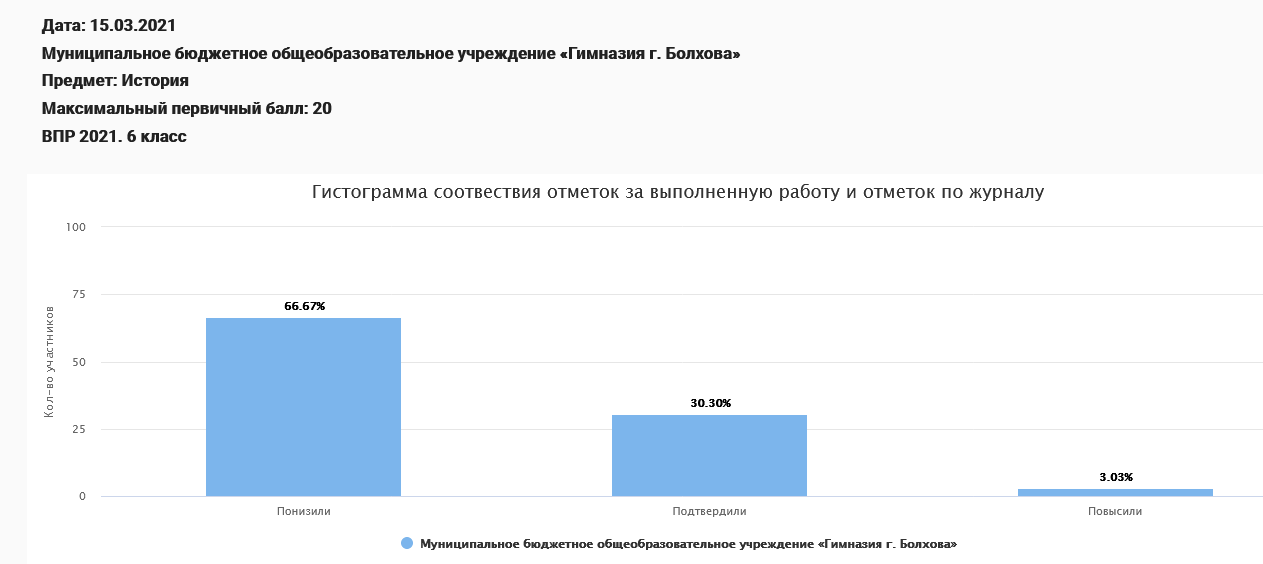 Дата: 15.03.2021
Муниципальное бюджетное общеобразовательное учреждение «Гимназия г. Болхова»
Предмет: История
Максимальный первичный балл: 20
ВПР 2021. 6 класс
Гистограмма соотвествия отметок за выполненную работу и отметок по журналу
Кол-во участников
100
75
50
25
0
66.67%
30.30%
3.03%
Понизили
Подтвердили
Повысили
Муниципальное бюджетное общеобразовательное учреждение «Гимназия г. Болхова»